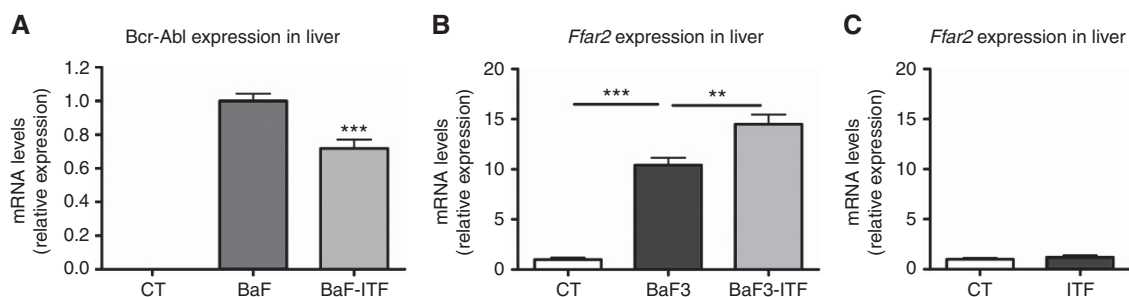 A
Bcr-Abl expression in liver
mRNA levels
(relative expression)
1.2
1.0
0.8
0.6
0.4
0.2
0.0
***
CT
BaF
BaF-ITF
B
Ffar2 expression in liver
mRNA levels
(relative expression)
20
15
10
5
0
***
**
CT
BaF3
BaF3-ITF
C
Ffar2 expression in liver
mRNA levels
(relative expression)
20
15
10
5
0
CT
ITF